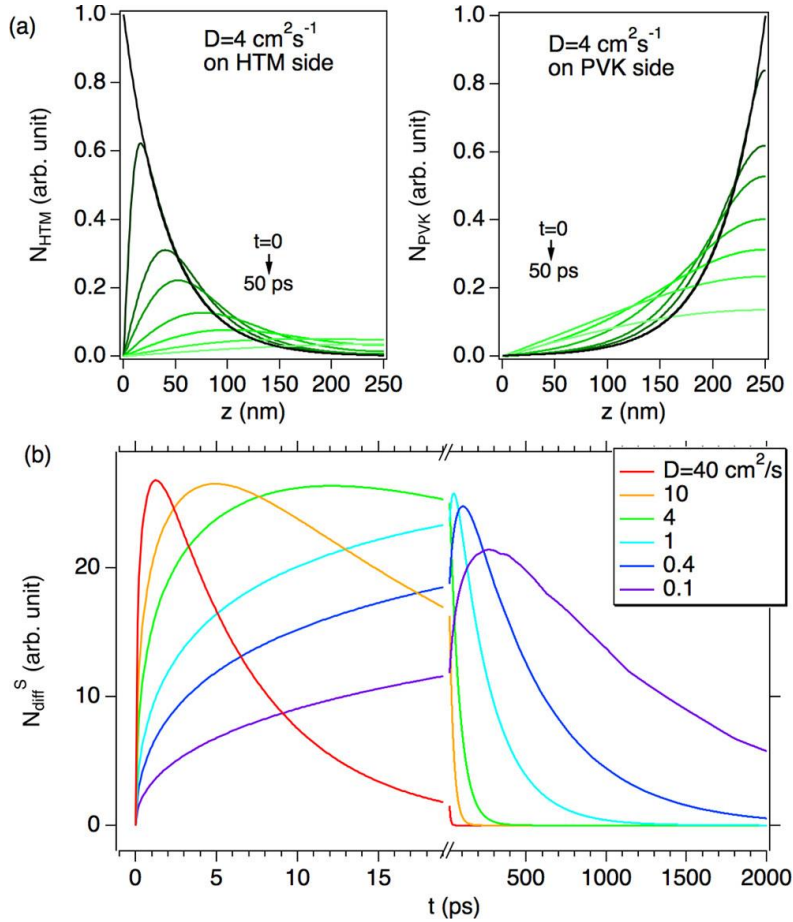 (a)
D=4 cm²s⁻¹
on HTM side
t=0
50 ps
N_HTM (arb. unit)
1.0
0.8
0.6
0.4
0.2
0.0
0 50 100 150 200 250
z (nm)
D=4 cm²s⁻¹
on PVK side
t=0
50 ps
N_PVK (arb. unit)
1.0
0.8
0.6
0.4
0.2
0.0
0 50 100 150 200 250
z (nm)
(b)
D=40 cm²/s
10
4
1
0.4
0.1
N_diff^S (arb. unit)
20
10
0
0 5 10 15 500 1000 1500 2000
t (ps)